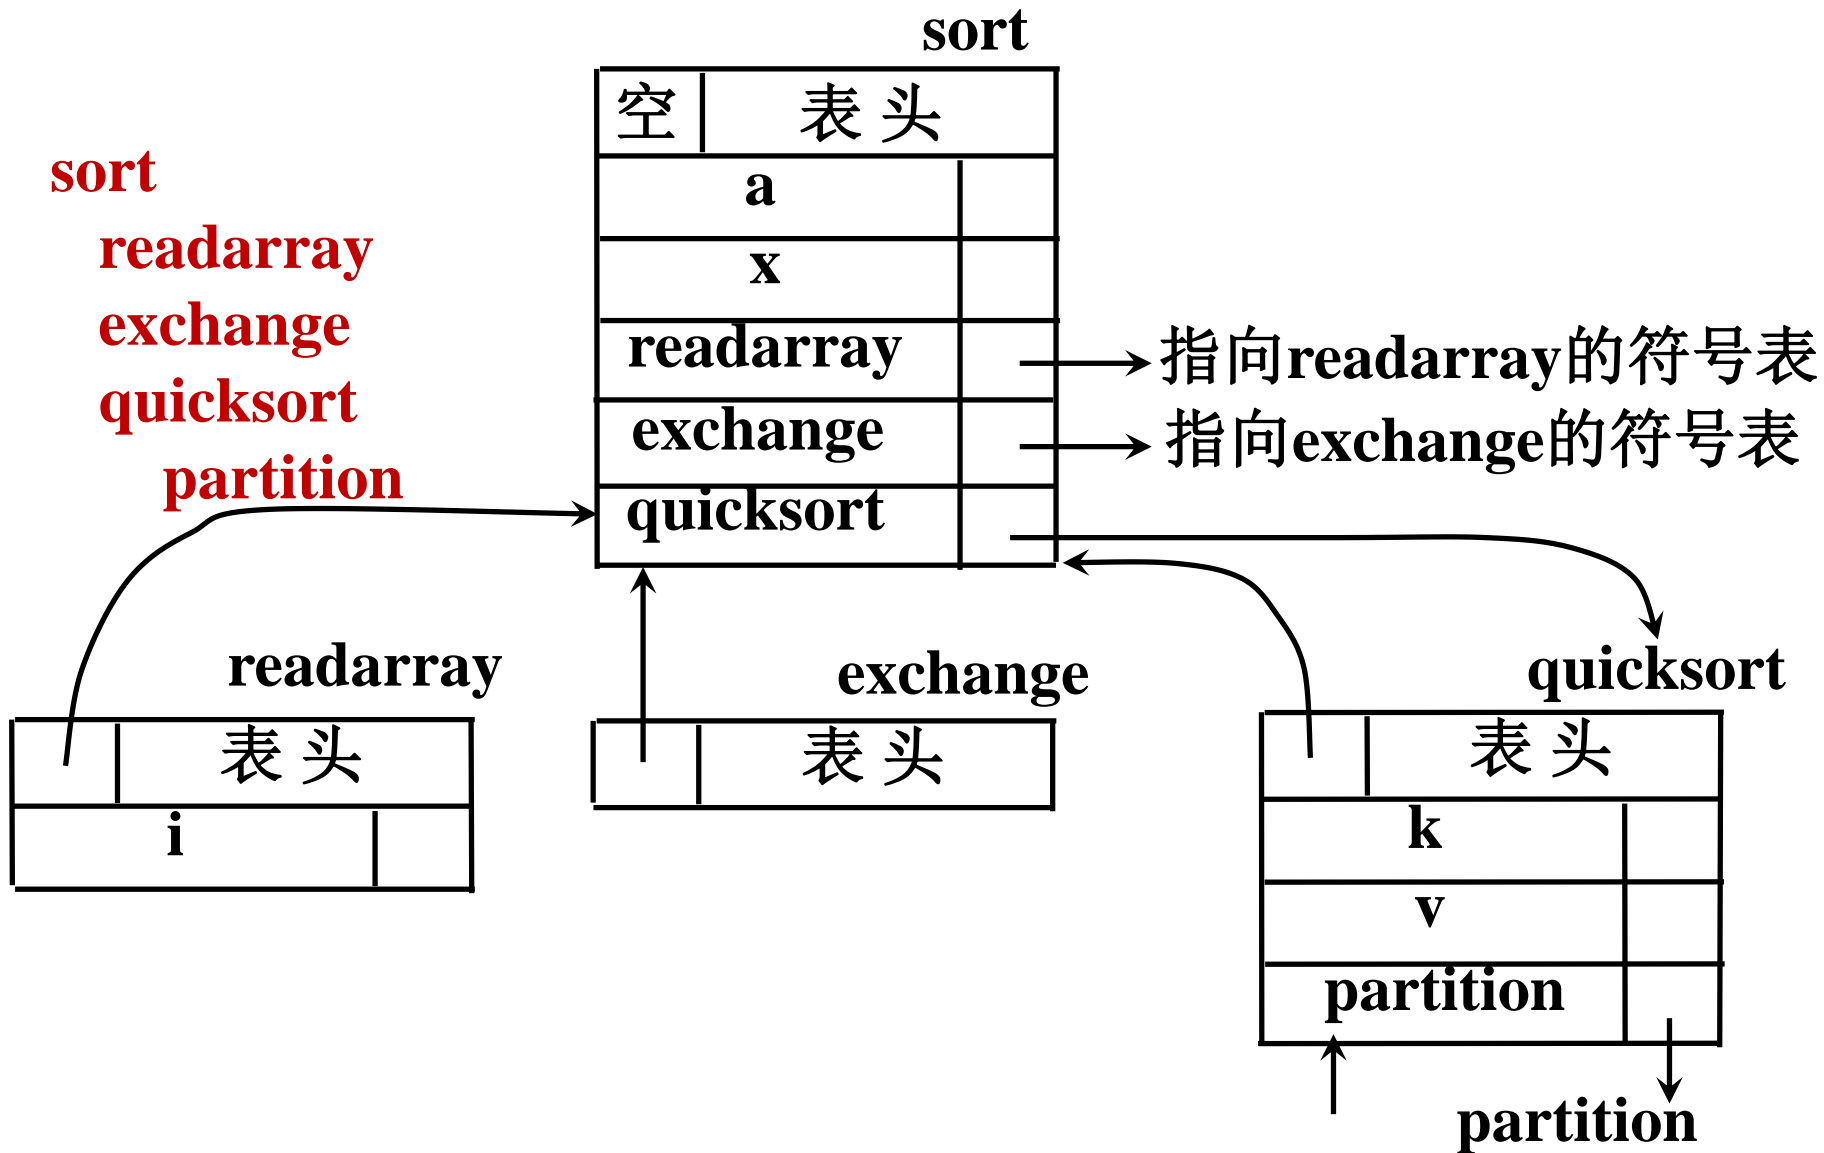 sort
空 表 头
a
x
readarray
exchange
quicksort
sort
readarray
exchange
quicksort
partition
指向readarray的符号表
指向exchange的符号表
readarray
表 头
i
exchange
表 头
quicksort
表 头
k
v
partition
partition